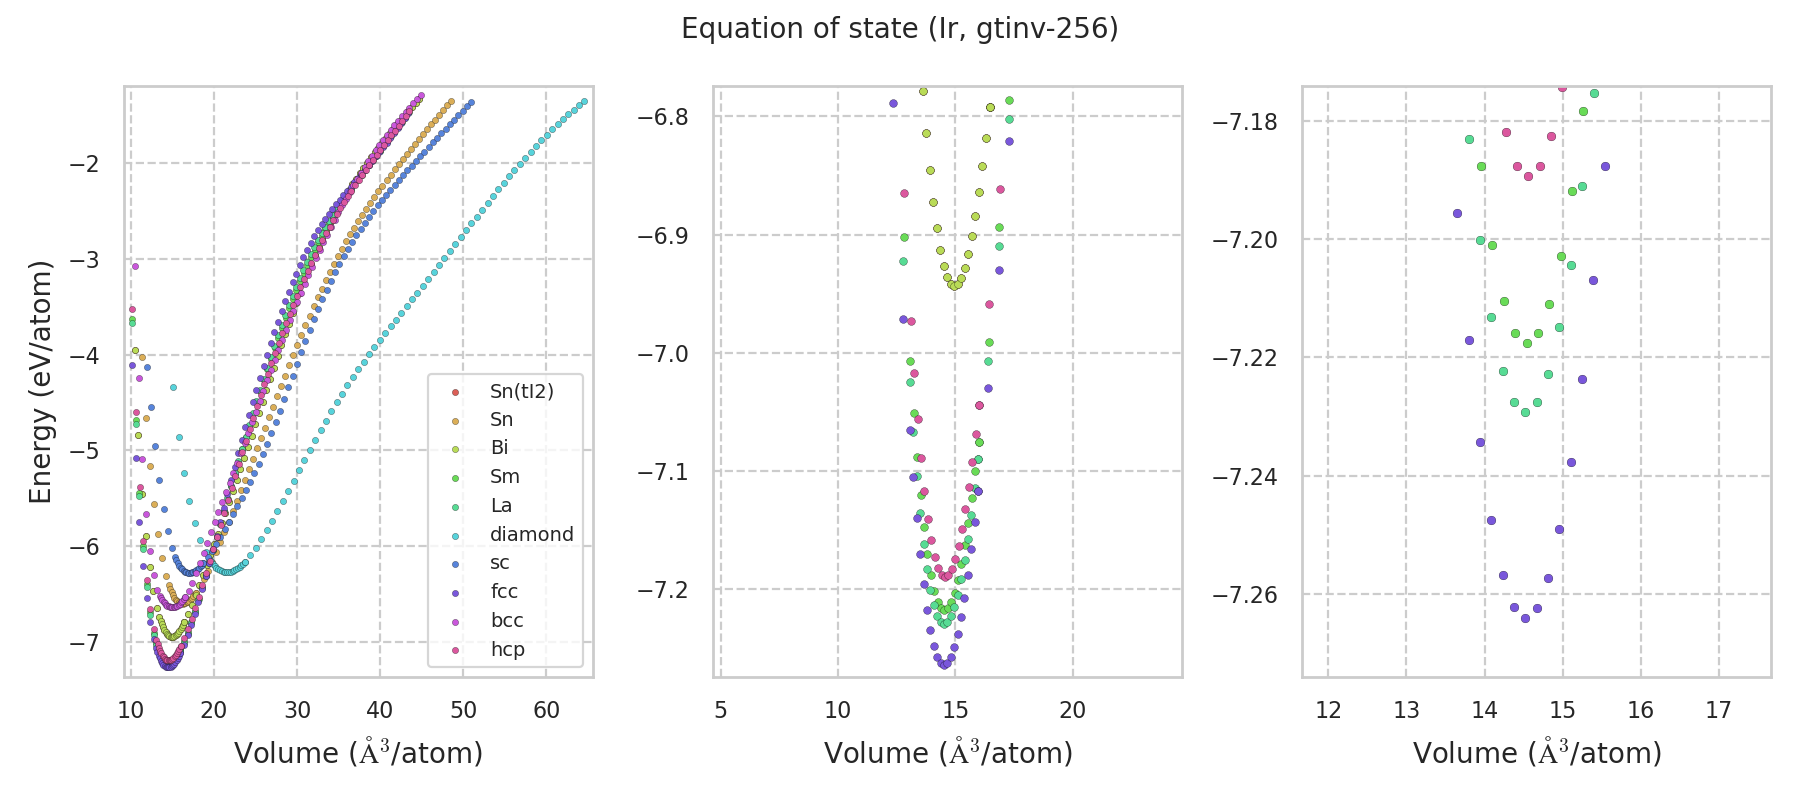 Equation of state (Ir, gtinv-256)
Energy (eV/atom)
−2
−3
−4
−5
−6
−7
Sn(tI2)
Sn
Bi
Sm
La
diamond
sc
fcc
bcc
hcp
10 20 30 40 50 60
Volume (Å³/atom)
−6.8
−6.9
−7.0
−7.1
−7.2
5 10 15 20
Volume (Å³/atom)
−7.18
−7.20
−7.22
−7.24
−7.26
12 13 14 15 16 17
Volume (Å³/atom)